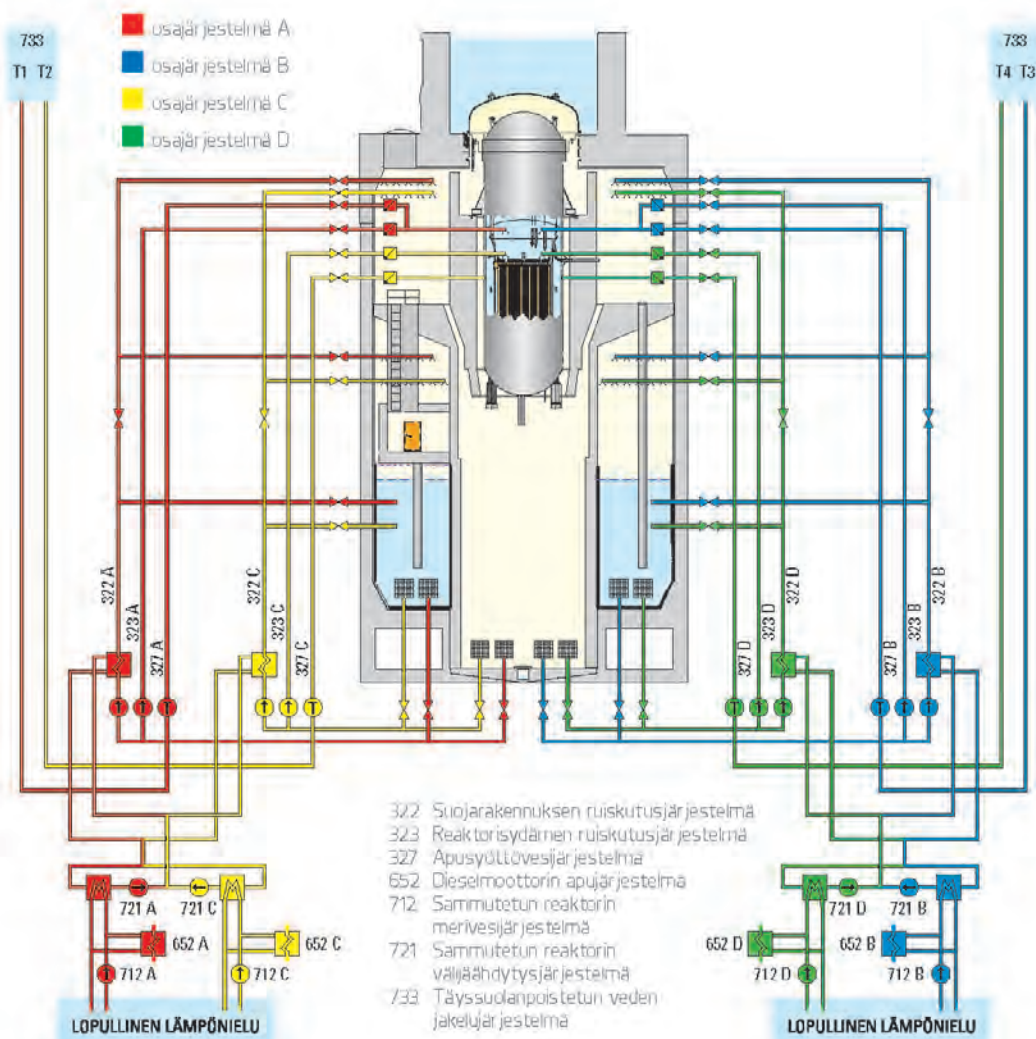 733
T1 T2
osajärjestelmä A
osajärjestelmä B
osajärjestelmä C
osajärjestelmä D
733
T4 T3
322 A
323 A
327 A
322 C
323 C
327 C
327 D
323 D
322 D
327 B
323 B
322 B
322 Suojarakennuksen ruiskutusjärjestelmä
323 Reaktorisydämen ruiskutusjärjestelmä
327 Apusyöttövesijärjestelmä
652 Dieselmoottorin apujärjestelmä
712 Sammutetun reaktorin
merivesijärjestelmä
721 Sammutetun reaktorin
välijäähdytysjärjestelmä
733 Täyssuolanpoistetun veden
jakelujärjestelmä
721 A
721 C
652 A
652 C
712 A
712 C
LOPULLINEN LÄMPÖNIELU
721 D
721 B
652 D
652 B
712 D
712 B
LOPULLINEN LÄMPÖNIELU